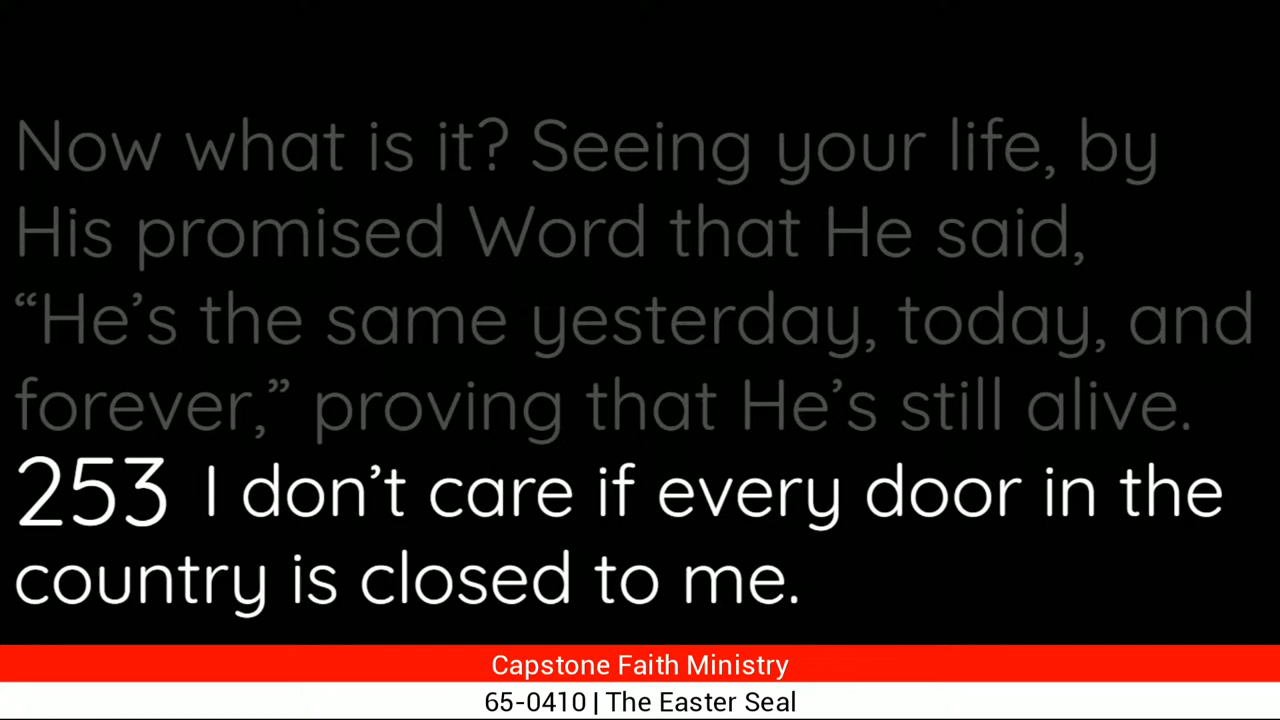 Now what is it? Seeing your life, by
His promised Word that He said,
“He’s the same yesterday, today, and
forever,” proving that He’s still alive.
253 I don’t care if every door in the
country is closed to me.
Capstone Faith Ministry
65-0410 | The Easter Seal